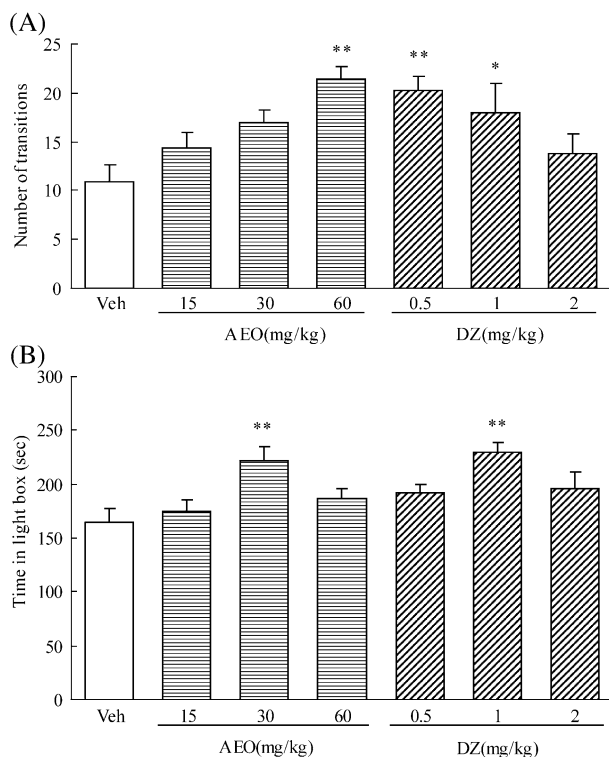 (A)
Number of transitions
25
20
15
10
5
0
** ** *
Veh 15 30 60 0.5 1 2
AEO(mg/kg) DZ(mg/kg)
(B)
Time in light box (sec)
300
250
200
150
100
50
0
** **
Veh 15 30 60 0.5 1 2
AEO(mg/kg) DZ(mg/kg)